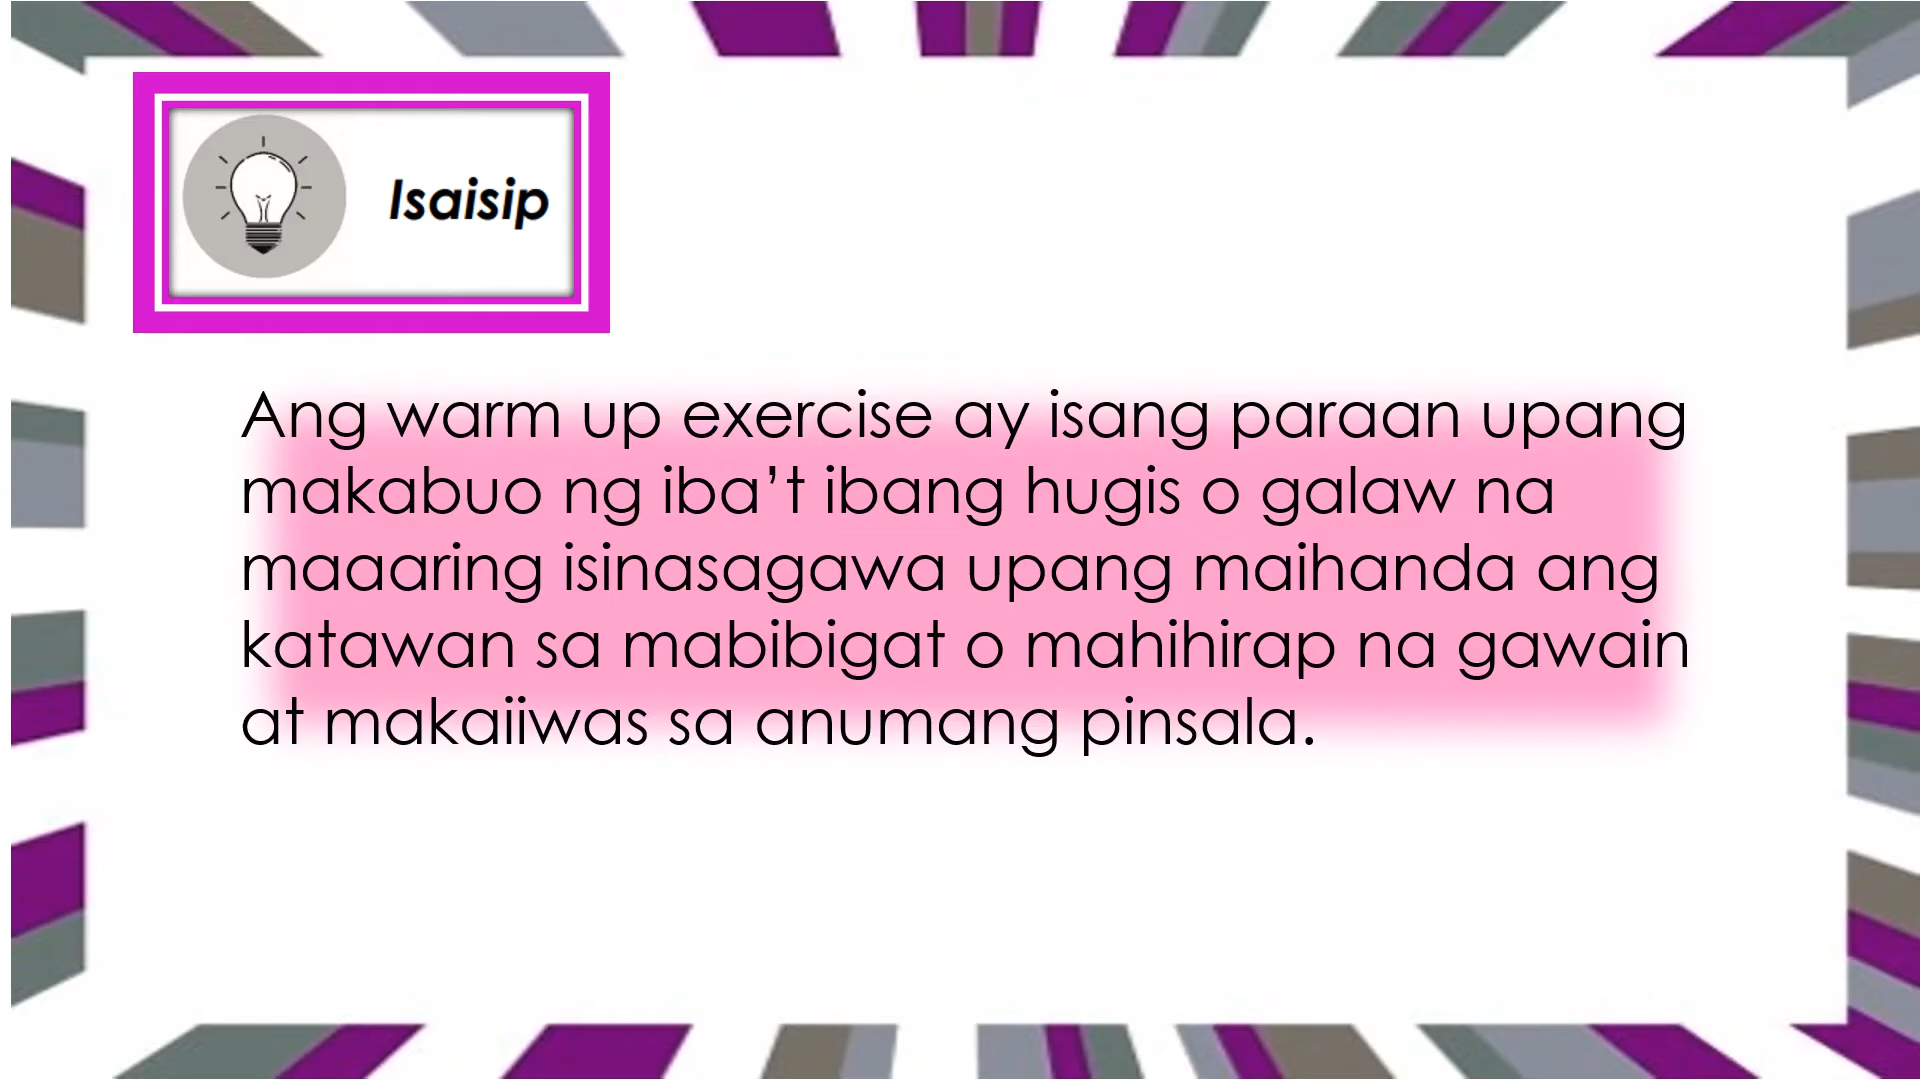 Isaisip
Ang warm up exercise ay isang paraan upang
makabuo ng iba’t ibang hugis o galaw na
maaaring isinasagawa upang maihanda ang
katawan sa mabibigat o mahihirap na gawain
at makaiiwas sa anumang pinsala.